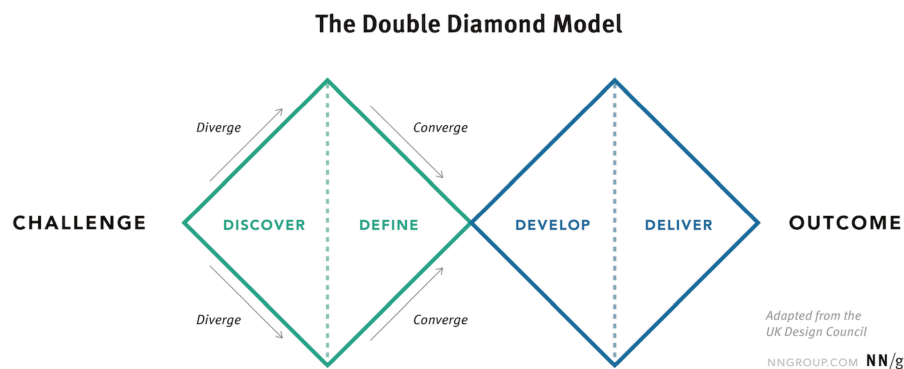 The Double Diamond Model
Diverge
Converge
CHALLENGE
DISCOVER
DEFINE
DEVELOP
DELIVER
OUTCOME
Diverge
Converge
Adapted from the
UK Design Council
NNGROUP.COM NN/g